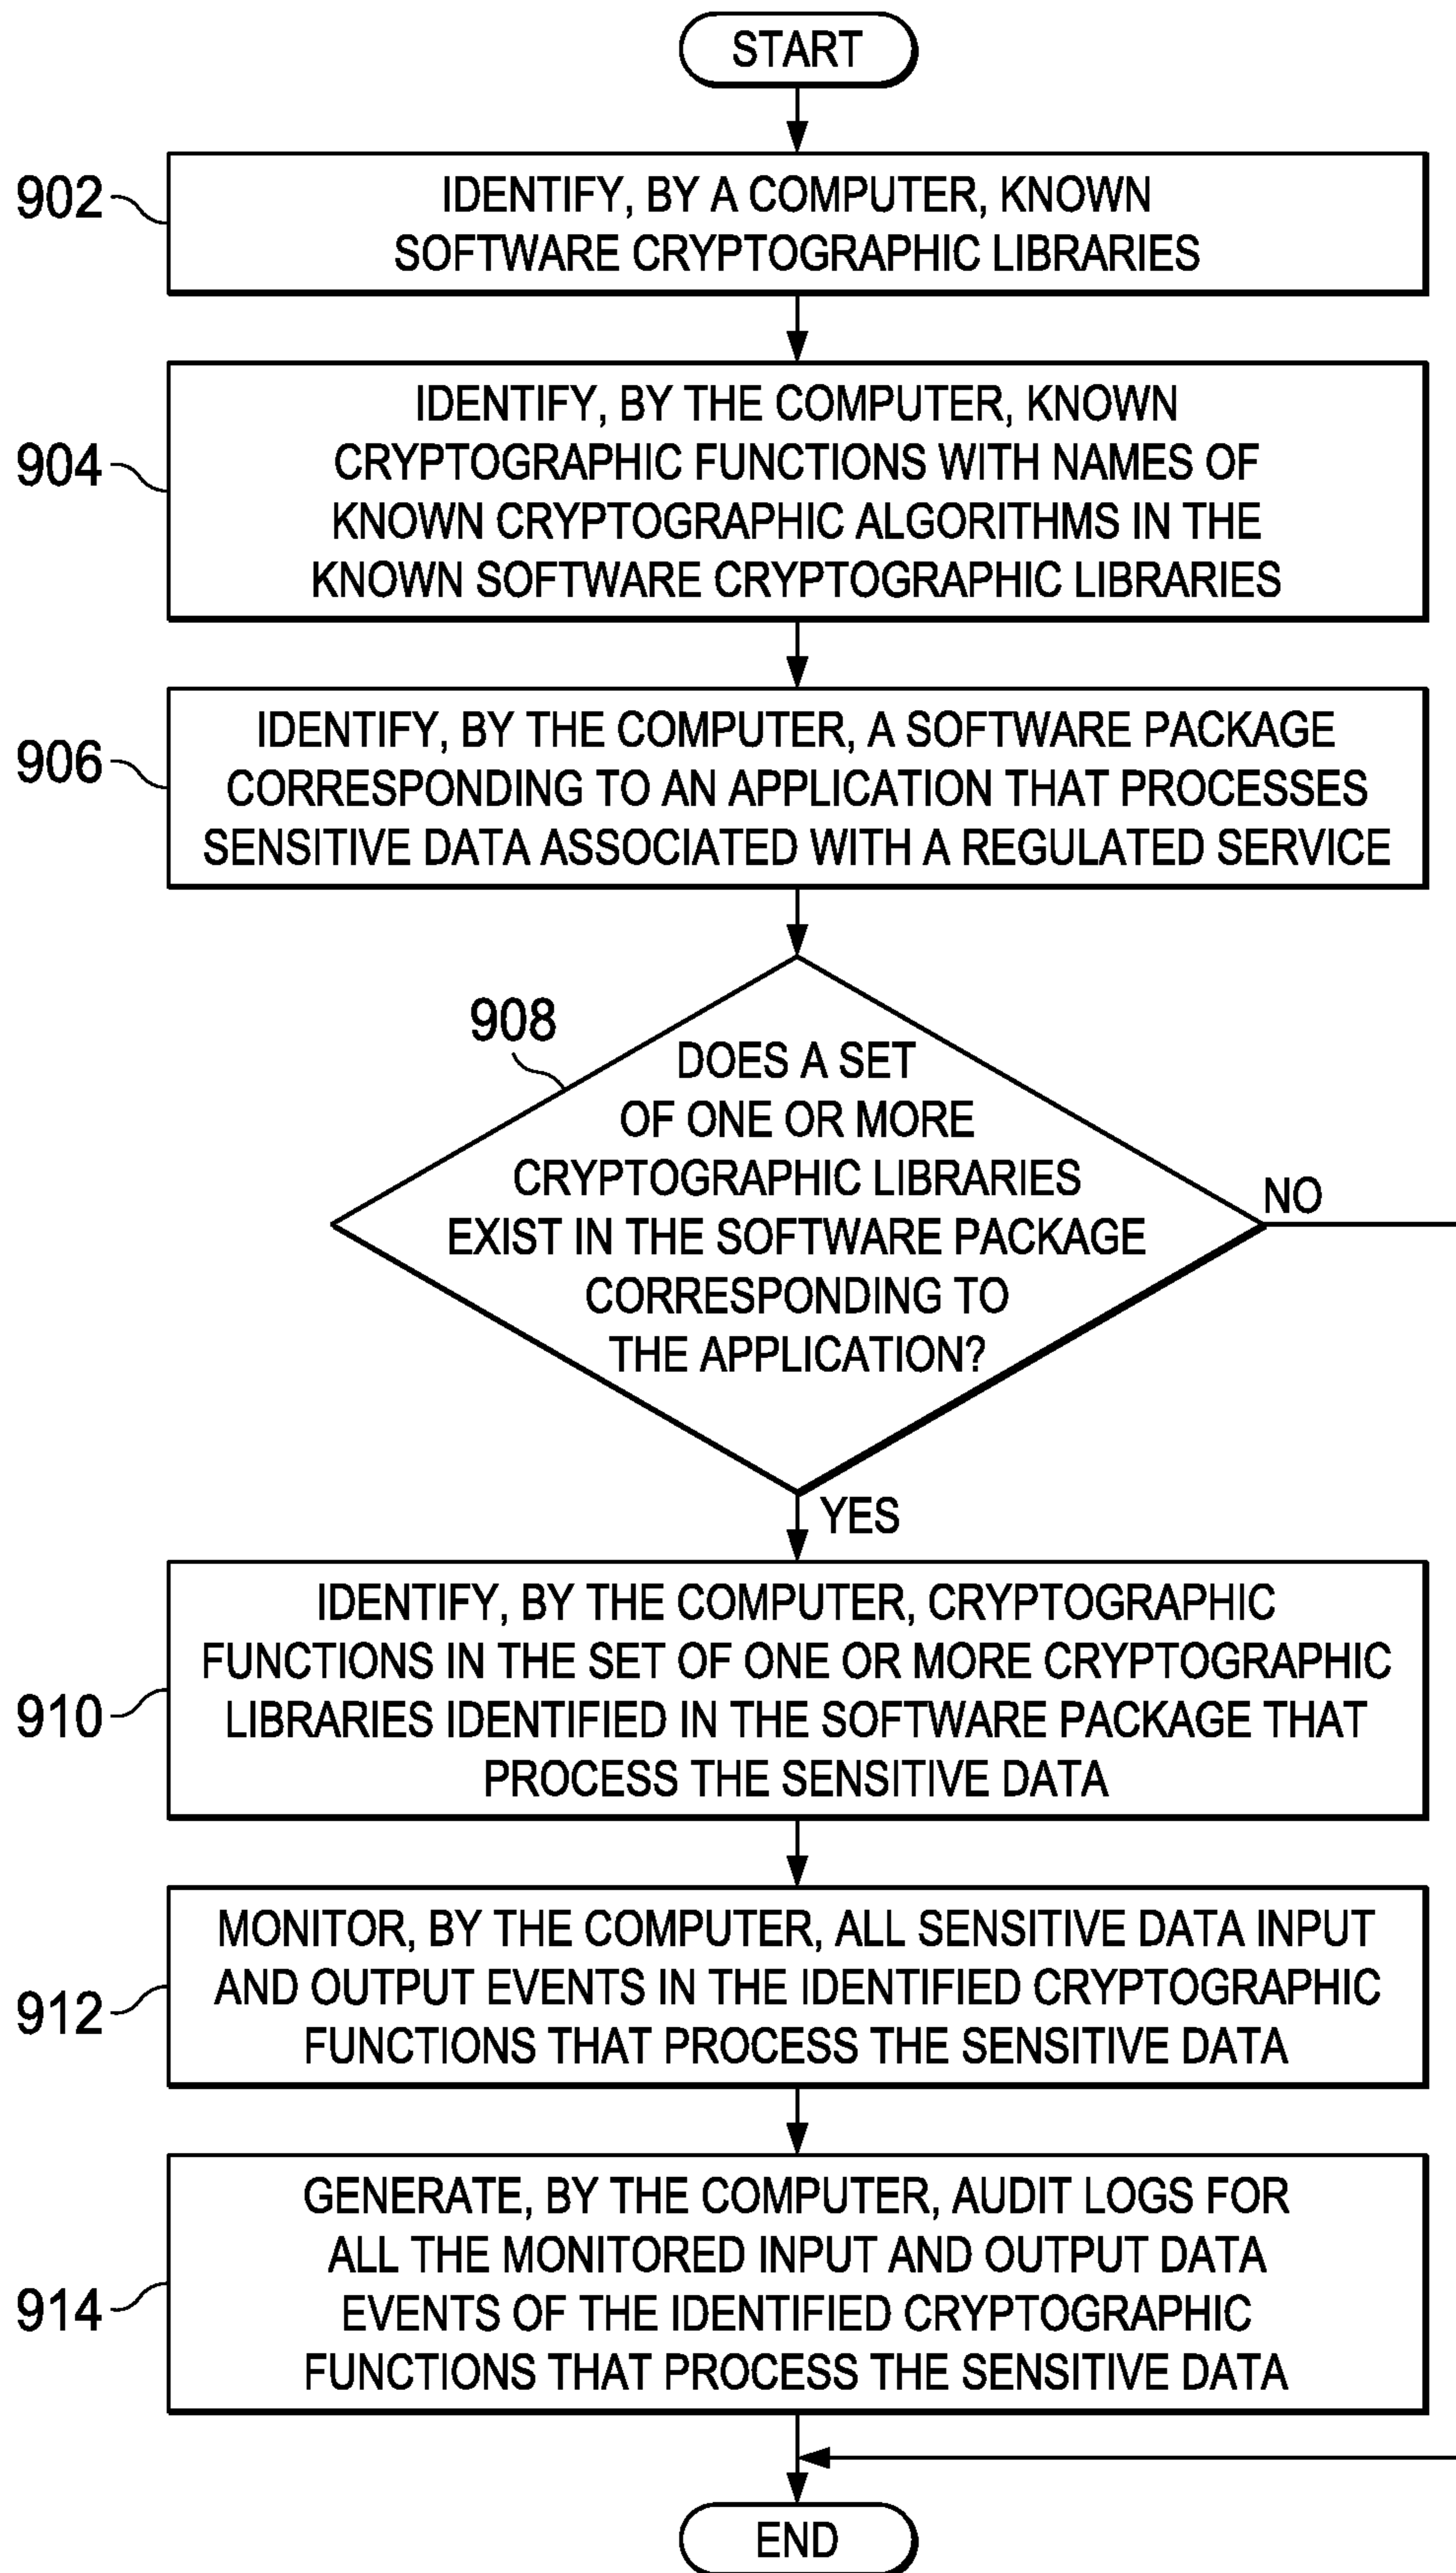 START
902
IDENTIFY, BY A COMPUTER, KNOWN
SOFTWARE CRYPTOGRAPHIC LIBRARIES
904
IDENTIFY, BY THE COMPUTER, KNOWN
CRYPTOGRAPHIC FUNCTIONS WITH NAMES OF
KNOWN CRYPTOGRAPHIC ALGORITHMS IN THE
KNOWN SOFTWARE CRYPTOGRAPHIC LIBRARIES
906
IDENTIFY, BY THE COMPUTER, A SOFTWARE PACKAGE
CORRESPONDING TO AN APPLICATION THAT PROCESSES
SENSITIVE DATA ASSOCIATED WITH A REGULATED SERVICE
908
DOES A SET
OF ONE OR MORE
CRYPTOGRAPHIC LIBRARIES
EXIST IN THE SOFTWARE PACKAGE
CORRESPONDING TO
THE APPLICATION?
NO
YES
910
IDENTIFY, BY THE COMPUTER, CRYPTOGRAPHIC
FUNCTIONS IN THE SET OF ONE OR MORE CRYPTOGRAPHIC
LIBRARIES IDENTIFIED IN THE SOFTWARE PACKAGE THAT
PROCESS THE SENSITIVE DATA
912
MONITOR, BY THE COMPUTER, ALL SENSITIVE DATA INPUT
AND OUTPUT EVENTS IN THE IDENTIFIED CRYPTOGRAPHIC
FUNCTIONS THAT PROCESS THE SENSITIVE DATA
914
GENERATE, BY THE COMPUTER, AUDIT LOGS FOR
ALL THE MONITORED INPUT AND OUTPUT DATA
EVENTS OF THE IDENTIFIED CRYPTOGRAPHIC
FUNCTIONS THAT PROCESS THE SENSITIVE DATA
END